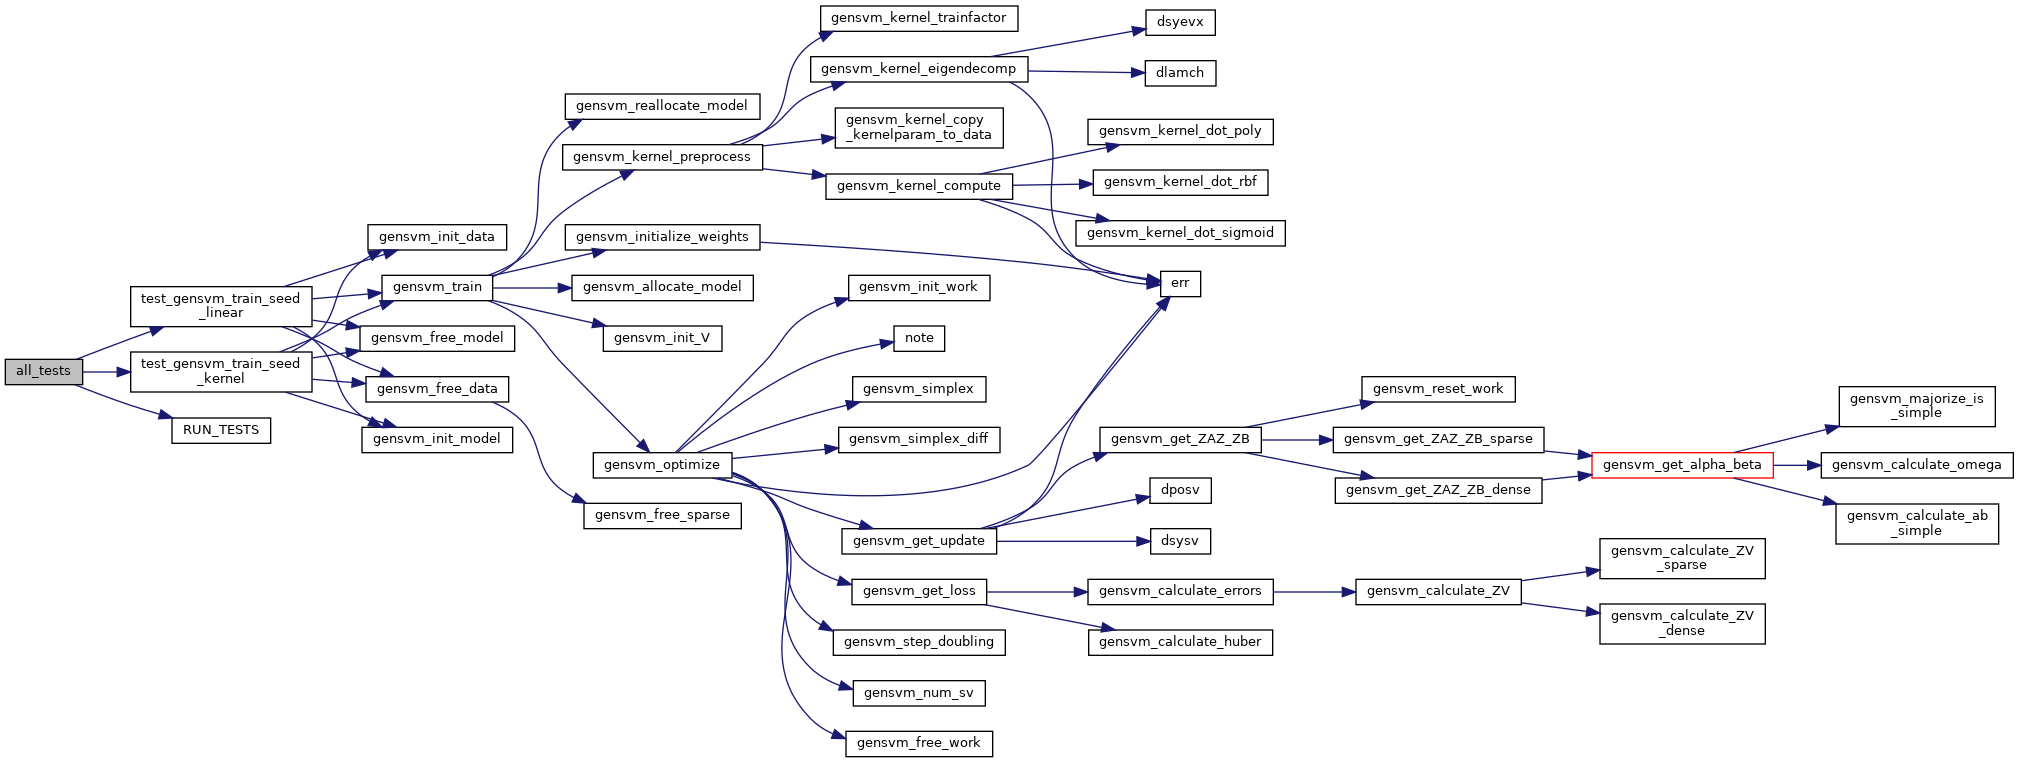 all_tests
test_gensvm_train_seed
_linear
test_gensvm_train_seed
_kernel
RUN_TESTS
gensvm_init_data
gensvm_train
gensvm_free_model
gensvm_free_data
gensvm_init_model
gensvm_reallocate_model
gensvm_kernel_preprocess
gensvm_initialize_weights
gensvm_allocate_model
gensvm_init_V
gensvm_optimize
gensvm_free_sparse
gensvm_kernel_trainfactor
gensvm_kernel_eigendecomp
gensvm_kernel_copy
_kernelparam_to_data
gensvm_kernel_compute
gensvm_init_work
note
gensvm_simplex
gensvm_simplex_diff
gensvm_get_update
gensvm_get_loss
gensvm_step_doubling
gensvm_num_sv
gensvm_free_work
dsyevx
dlamch
gensvm_kernel_dot_poly
gensvm_kernel_dot_rbf
gensvm_kernel_dot_sigmoid
err
gensvm_get_ZAZ_ZB
dposv
dsysv
gensvm_calculate_errors
gensvm_calculate_huber
gensvm_reset_work
gensvm_get_ZAZ_ZB_sparse
gensvm_get_ZAZ_ZB_dense
gensvm_calculate_ZV
gensvm_get_alpha_beta
gensvm_calculate_ZV
_sparse
gensvm_calculate_ZV
_dense
gensvm_majorize_is
_simple
gensvm_calculate_omega
gensvm_calculate_ab
_simple